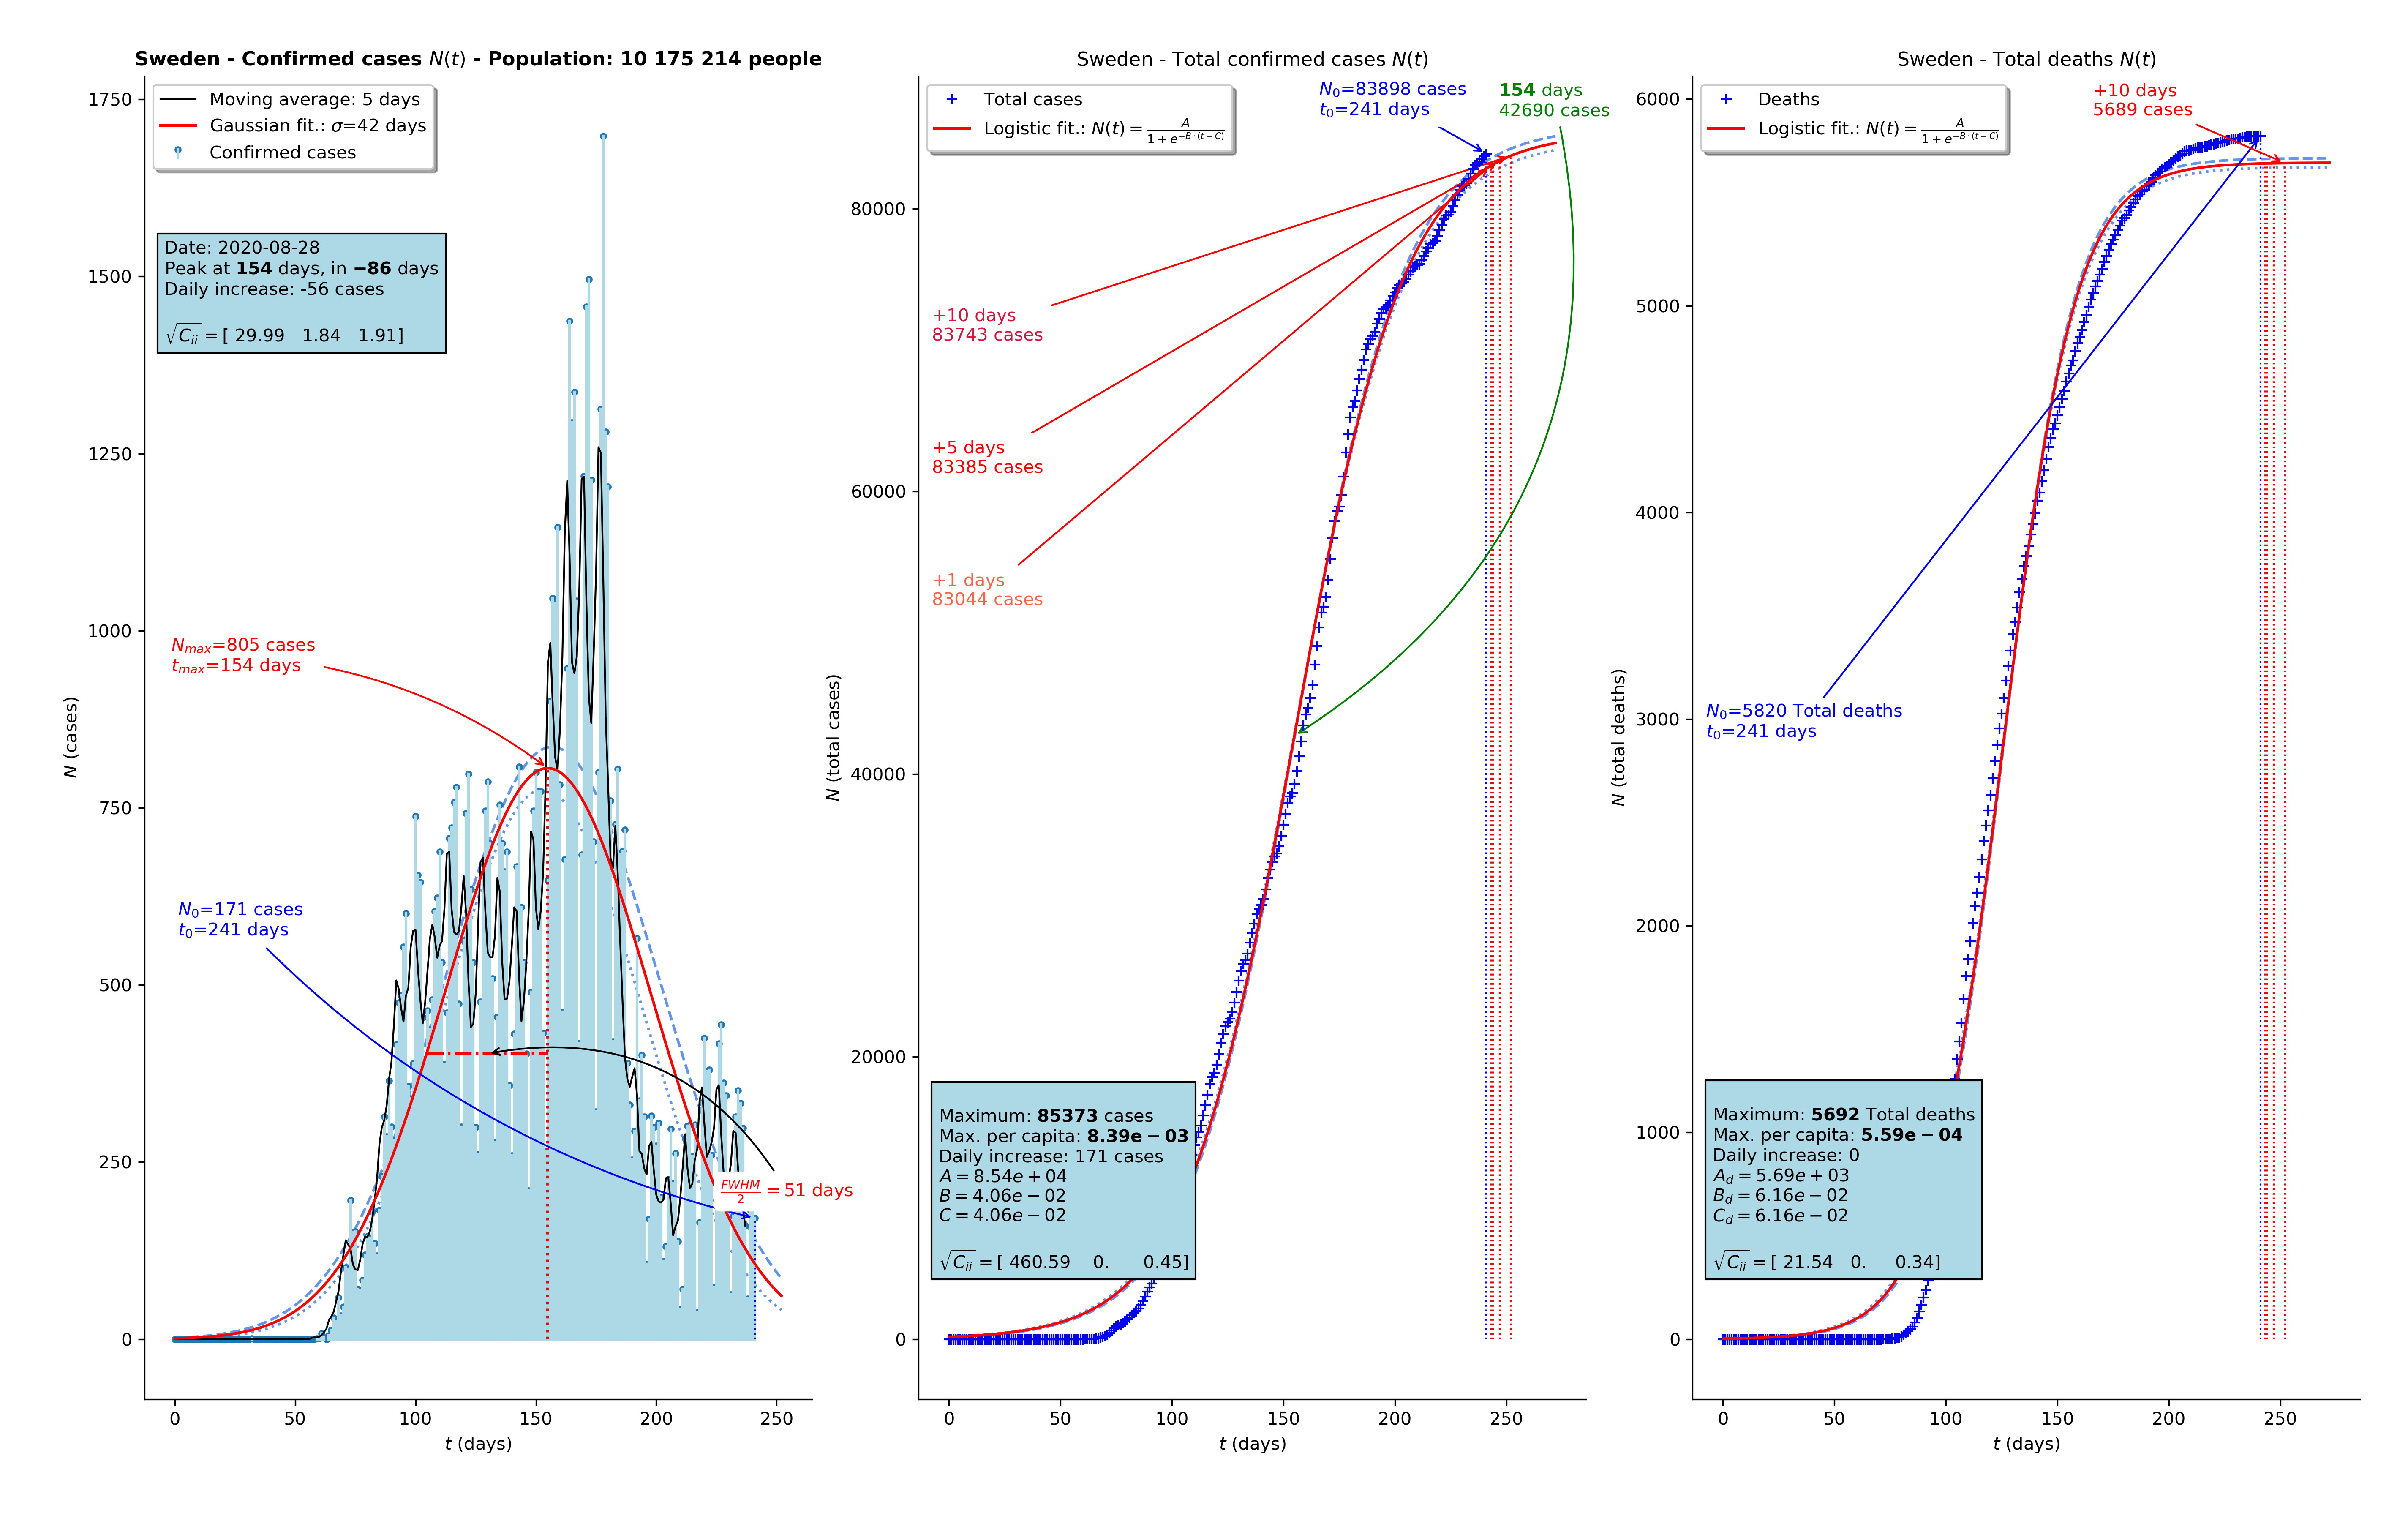 Sweden - Confirmed cases N(t) - Population: 10 175 214 people
Moving average: 5 days
Gaussian fit.: σ=42 days
Confirmed cases
Date: 2020-08-28
Peak at 154 days, in −86 days
Daily increase: -56 cases
√C_ii = [ 29.99 1.84 1.91]
N_max=805 cases
t_max=154 days
N_0=171 cases
t_0=241 days
FWHM/2 = 51 days
1750
1500
1250
1000
750
500
250
0
N (cases)
0 50 100 150 200 250
t (days)
Sweden - Total confirmed cases N(t)
Total cases
Logistic fit.: N(t) = A/(1+e^{−B·(t−C)})
N_0=83898 cases
t_0=241 days
154 days
42690 cases
+10 days
83743 cases
+5 days
83385 cases
+1 days
83044 cases
Maximum: 85373 cases
Max. per capita: 8.39e − 03
Daily increase: 171 cases
A = 8.54e + 04
B = 4.06e − 02
C = 4.06e − 02
√C_ii = [ 460.59 0. 0.45]
80000
60000
40000
20000
0
N (total cases)
0 50 100 150 200 250
t (days)
Sweden - Total deaths N(t)
Deaths
Logistic fit.: N(t) = A/(1+e^{−B·(t−C)})
+10 days
5689 cases
N_0=5820 Total deaths
t_0=241 days
Maximum: 5692 Total deaths
Max. per capita: 5.59e − 04
Daily increase: 0
A_d = 5.69e + 03
B_d = 6.16e − 02
C_d = 6.16e − 02
√C_ii = [ 21.54 0. 0.34]
6000
5000
4000
3000
2000
1000
0
N (total deaths)
0 50 100 150 200 250
t (days)